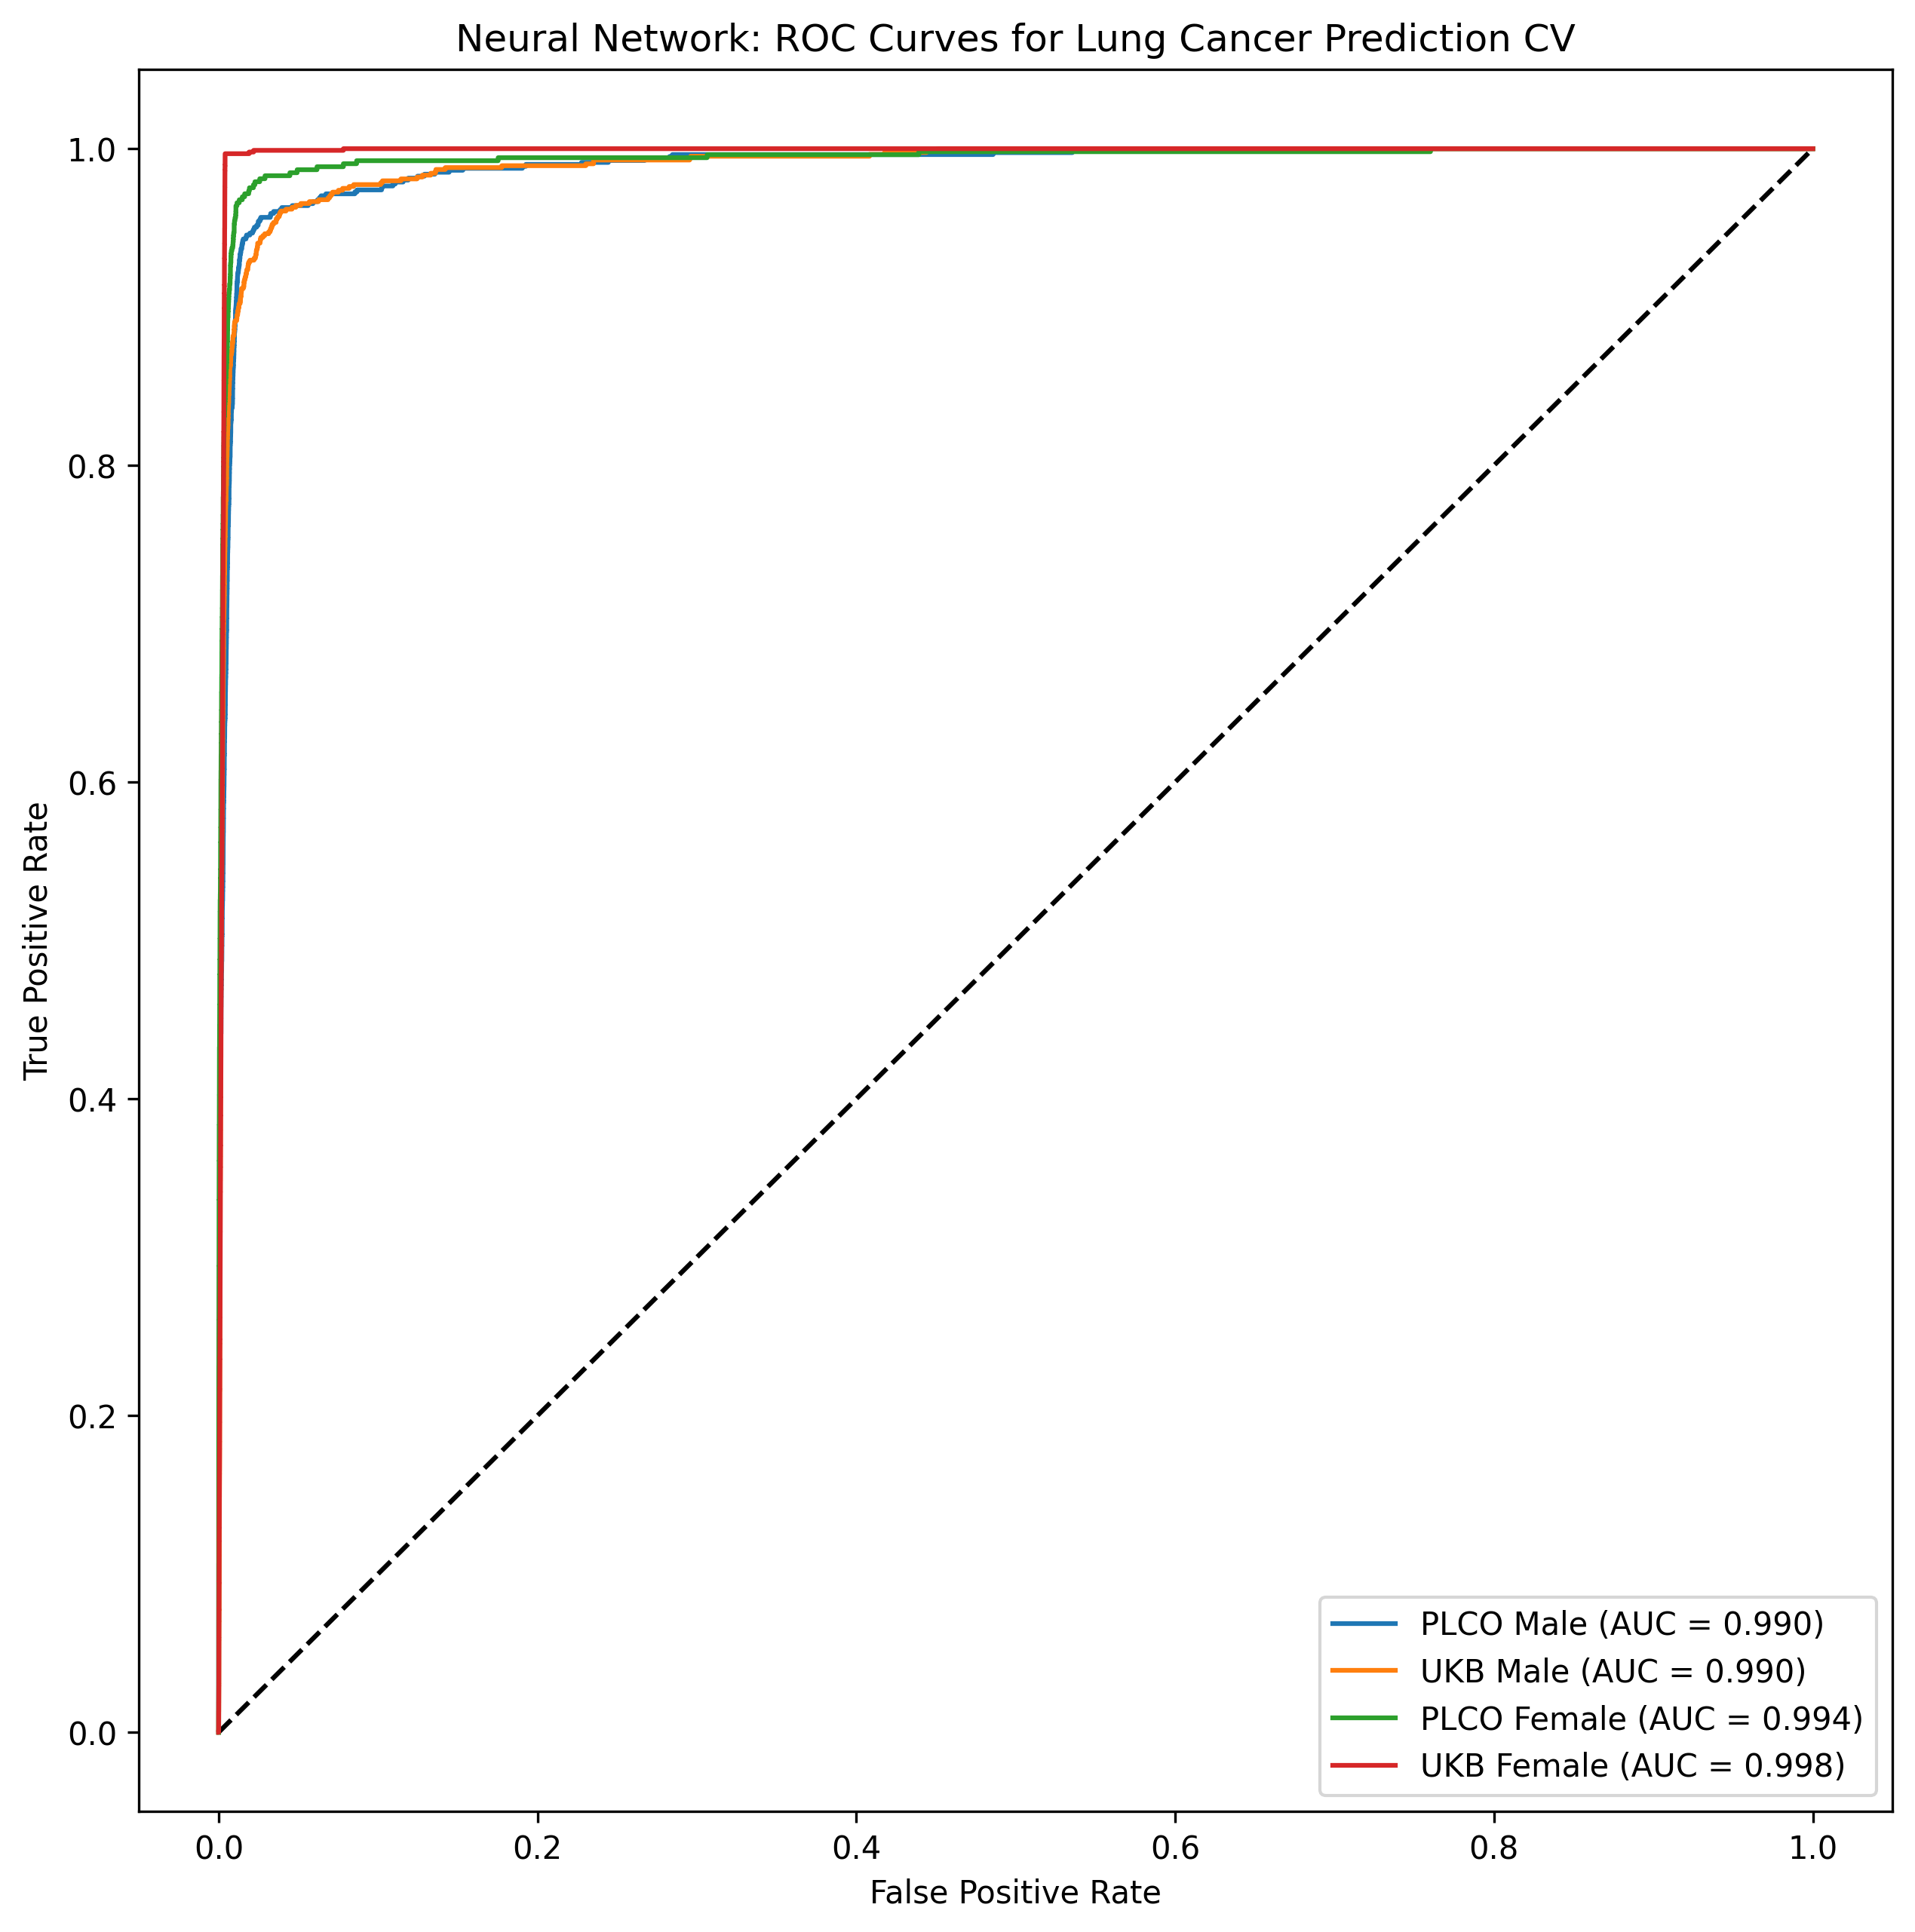 Neural Network: ROC Curves for Lung Cancer Prediction CV
True Positive Rate
1.0
0.8
0.6
0.4
0.2
0.0
0.0
0.2
0.4
0.6
0.8
1.0
False Positive Rate
PLCO Male (AUC = 0.990)
UKB Male (AUC = 0.990)
PLCO Female (AUC = 0.994)
UKB Female (AUC = 0.998)